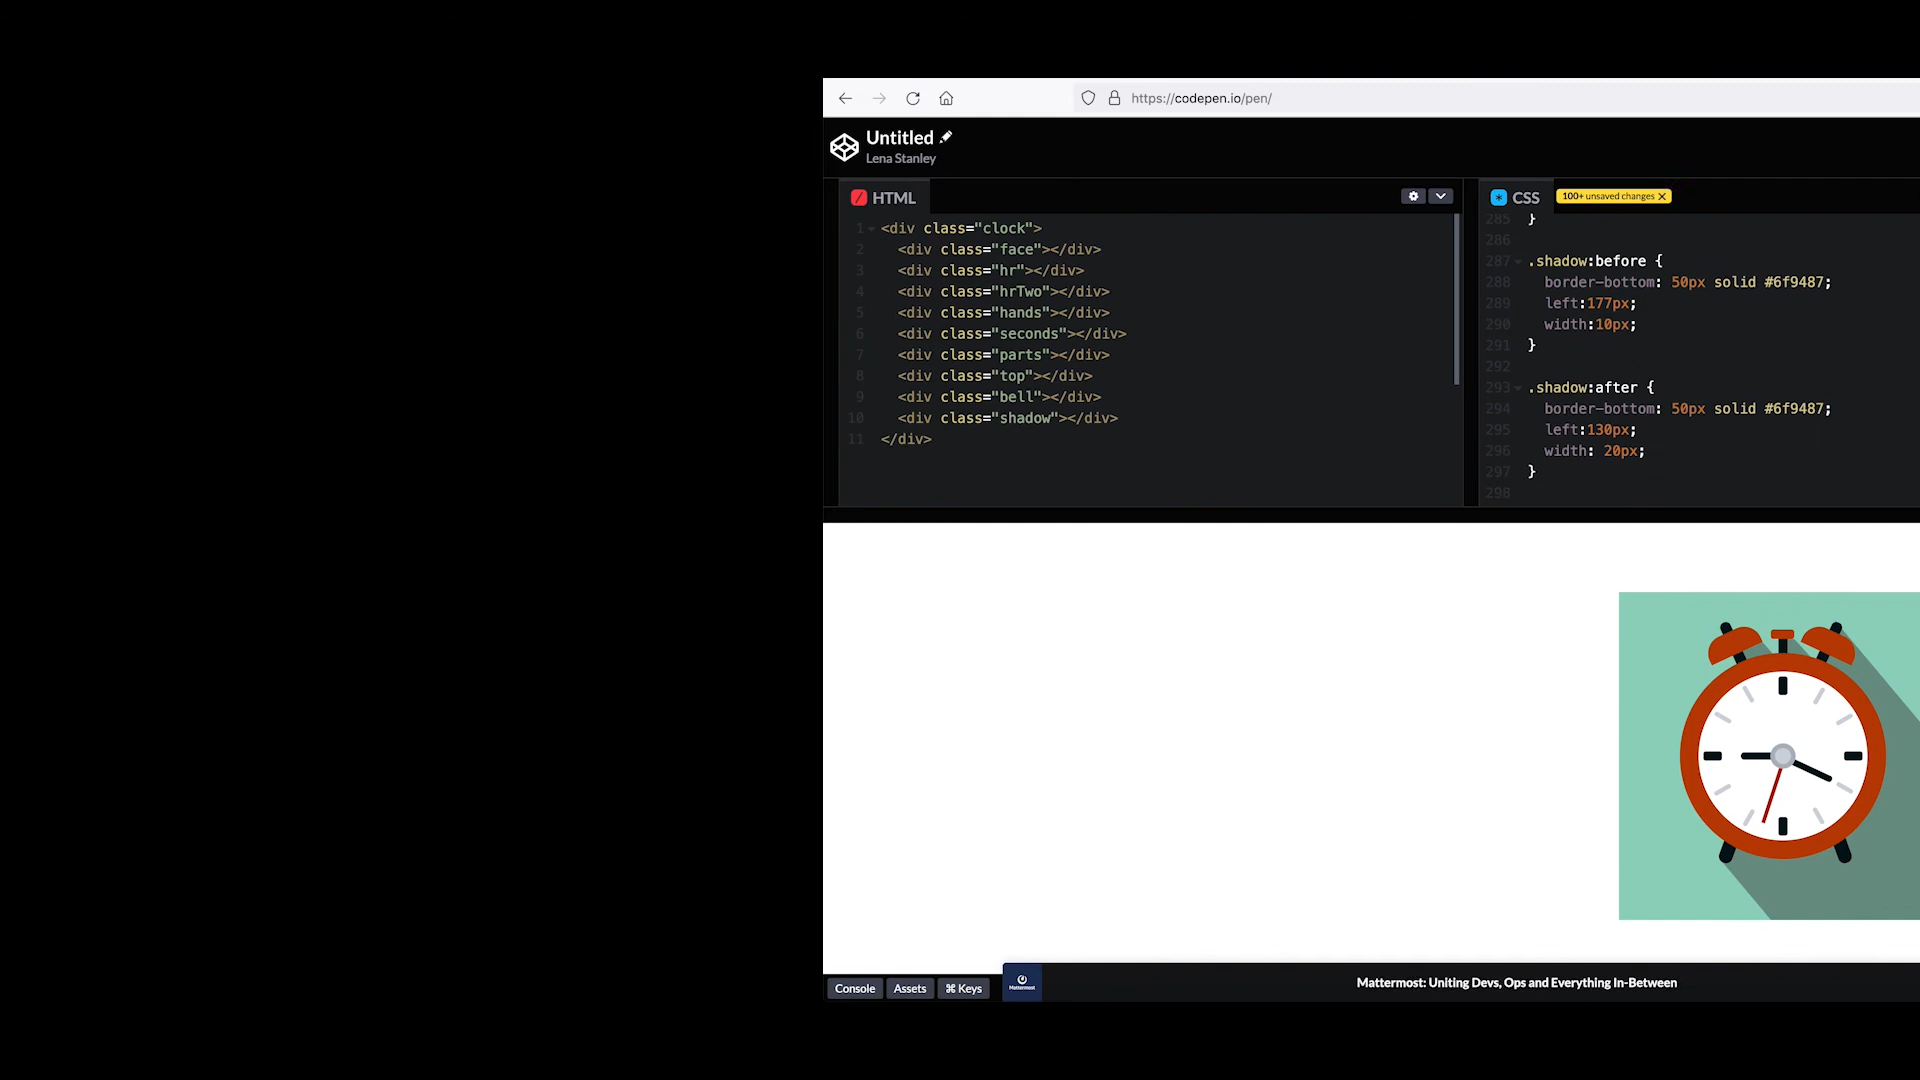 https://codepen.io/pen/
Untitled
Lena Stanley
HTML
1 <div class="clock">
2 <div class="face"></div>
3 <div class="hr"></div>
4 <div class="hrTwo"></div>
5 <div class="hands"></div>
6 <div class="seconds"></div>
7 <div class="parts"></div>
8 <div class="top"></div>
9 <div class="bell"></div>
10 <div class="shadow"></div>
11 </div>
CSS 100+ unsaved changes X
285 }
286
287 .shadow:before {
288 border-bottom: 50px solid #6f9487;
289 left:177px;
290 width:10px;
291 }
292
293 .shadow:after {
294 border-bottom: 50px solid #6f9487;
295 left:130px;
296 width: 20px;
297 }
298
Console Assets ⌘ Keys
Mattermost
Mattermost: Uniting Devs, Ops and Everything In-Between